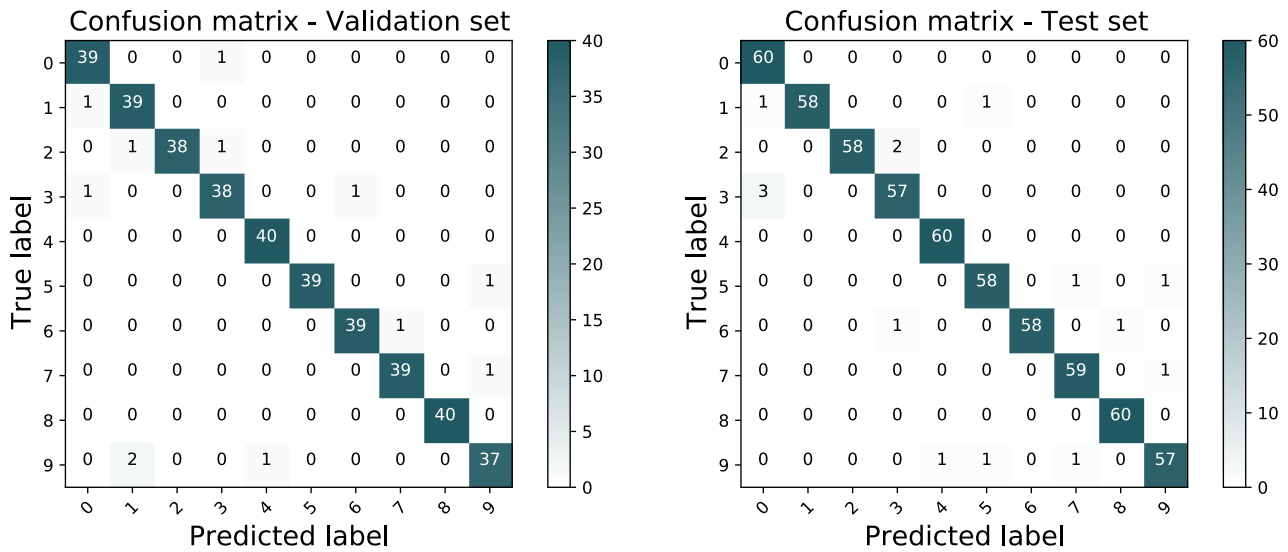 Confusion matrix - Validation set
0 39 0 0 1 0 0 0 0 0 0
1 1 39 0 0 0 0 0 0 0 0
2 0 1 38 1 0 0 0 0 0 0
3 1 0 0 38 0 0 1 0 0 0
4 0 0 0 0 40 0 0 0 0 0
5 0 0 0 0 0 39 0 0 0 1
6 0 0 0 0 0 0 39 1 0 0
7 0 0 0 0 0 0 0 39 0 1
8 0 0 0 0 0 0 0 0 40 0
9 0 2 0 0 1 0 0 0 0 37
0 1 2 3 4 5 6 7 8 9
True label
Predicted label
40
35
30
25
20
15
10
5
0
Confusion matrix - Test set
0 60 0 0 0 0 0 0 0 0 0
1 1 58 0 0 0 1 0 0 0 0
2 0 0 58 2 0 0 0 0 0 0
3 3 0 0 57 0 0 0 0 0 0
4 0 0 0 0 60 0 0 0 0 0
5 0 0 0 0 0 58 0 1 0 1
6 0 0 0 1 0 0 58 0 1 0
7 0 0 0 0 0 0 0 59 0 1
8 0 0 0 0 0 0 0 0 60 0
9 0 0 0 0 1 1 0 1 0 57
0 1 2 3 4 5 6 7 8 9
True label
Predicted label
60
50
40
30
20
10
0